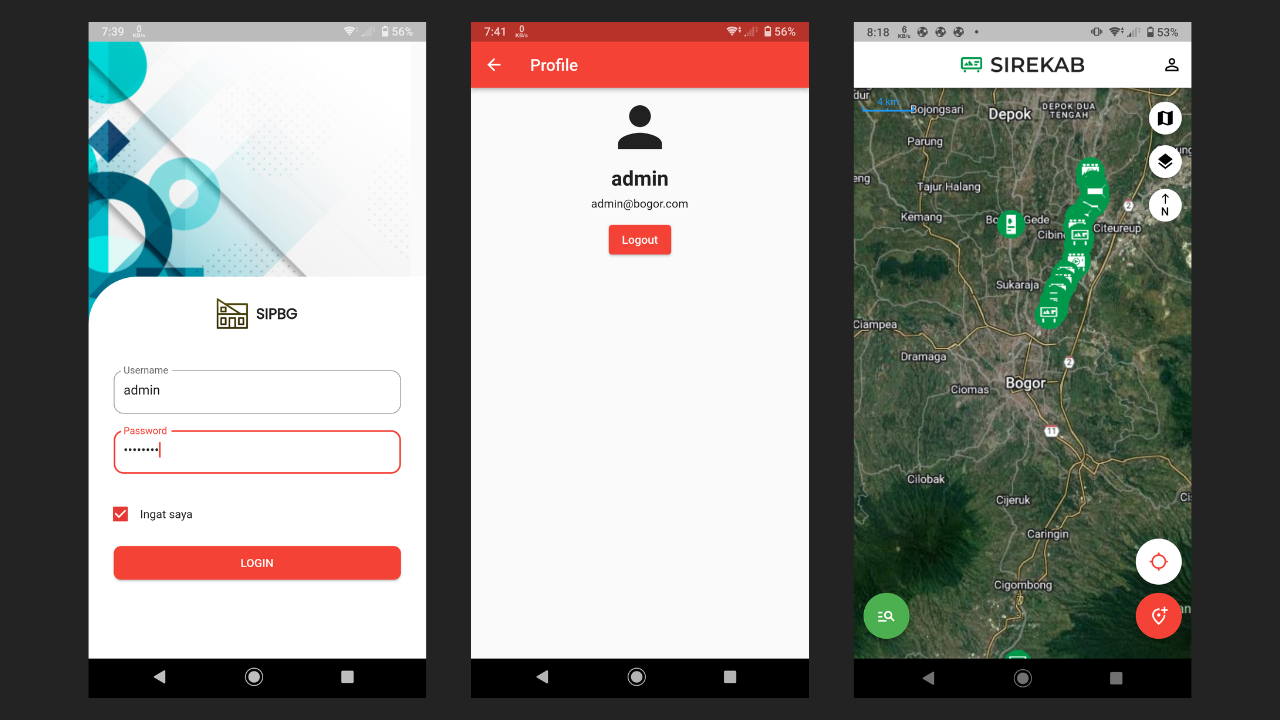 7:39 0 KB/s 56%
SIPBG
Username
admin
Password
Ingat saya
LOGIN
7:41 0 KB/s 56%
Profile
admin
admin@bogor.com
Logout
8:18 6 KB/s 53%
SIREKAB
4 km
Bojongsari
Depok
DEPOK DUA
TENGAH
Parung
Tajur Halang
Kemang
Gede
Citeureup
2
N
Sukaraja
Ciampea
Dramaga
2
Bogor
Ciomas
11
Cilobak
Cijeruk
Caringin
Cigombong